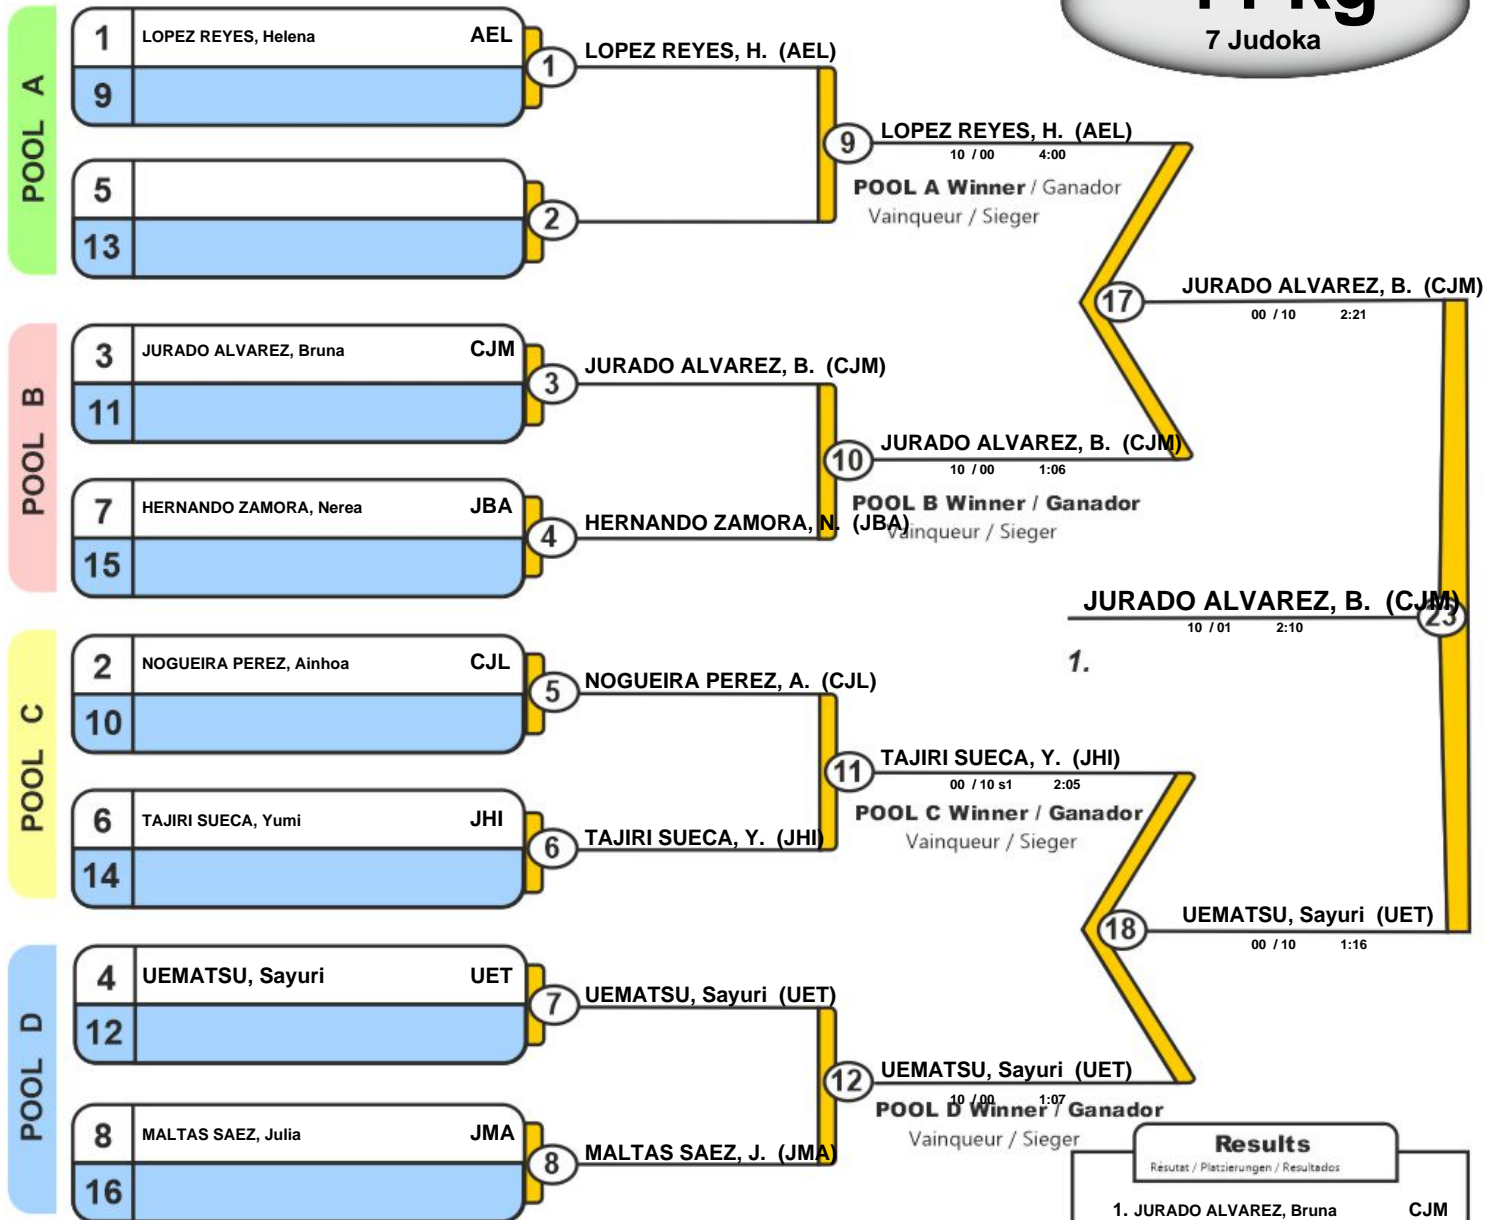 7 Judoka
POOL A
1 LOPEZ REYES, Helena AEL
9
5
13
1
LOPEZ REYES, H. (AEL)
2
9
LOPEZ REYES, H. (AEL)
10 / 00 4:00
POOL A Winner / Ganador
Vainqueur / Sieger
POOL B
3 JURADO ALVAREZ, Bruna CJM
11
7 HERNANDO ZAMORA, Nerea JBA
15
3
JURADO ALVAREZ, B. (CJM)
4
HERNANDO ZAMORA, N. (JBA)
10
JURADO ALVAREZ, B. (CJM)
10 / 00 1:06
POOL B Winner / Ganador
Vainqueur / Sieger
17
JURADO ALVAREZ, B. (CJM)
00 / 10 2:21
JURADO ALVAREZ, B. (CJM)
23
10 / 01 2:10
1.
POOL C
2 NOGUEIRA PEREZ, Ainhoa CJL
10
6 TAJIRI SUECA, Yumi JHI
14
5
NOGUEIRA PEREZ, A. (CJL)
6
TAJIRI SUECA, Y. (JHI)
11
TAJIRI SUECA, Y. (JHI)
00 / 10 s1 2:05
POOL C Winner / Ganador
Vainqueur / Sieger
POOL D
4 UEMATSU, Sayuri UET
12
8 MALTAS SAEZ, Julia JMA
16
7
UEMATSU, Sayuri (UET)
8
MALTAS SAEZ, J. (JMA)
12
UEMATSU, Sayuri (UET)
10 / 00 1:07
POOL D Winner / Ganador
Vainqueur / Sieger
18
UEMATSU, Sayuri (UET)
00 / 10 1:16
Results
Résutat / Platzierungen / Resultados
1. JURADO ALVAREZ, Bruna CJM